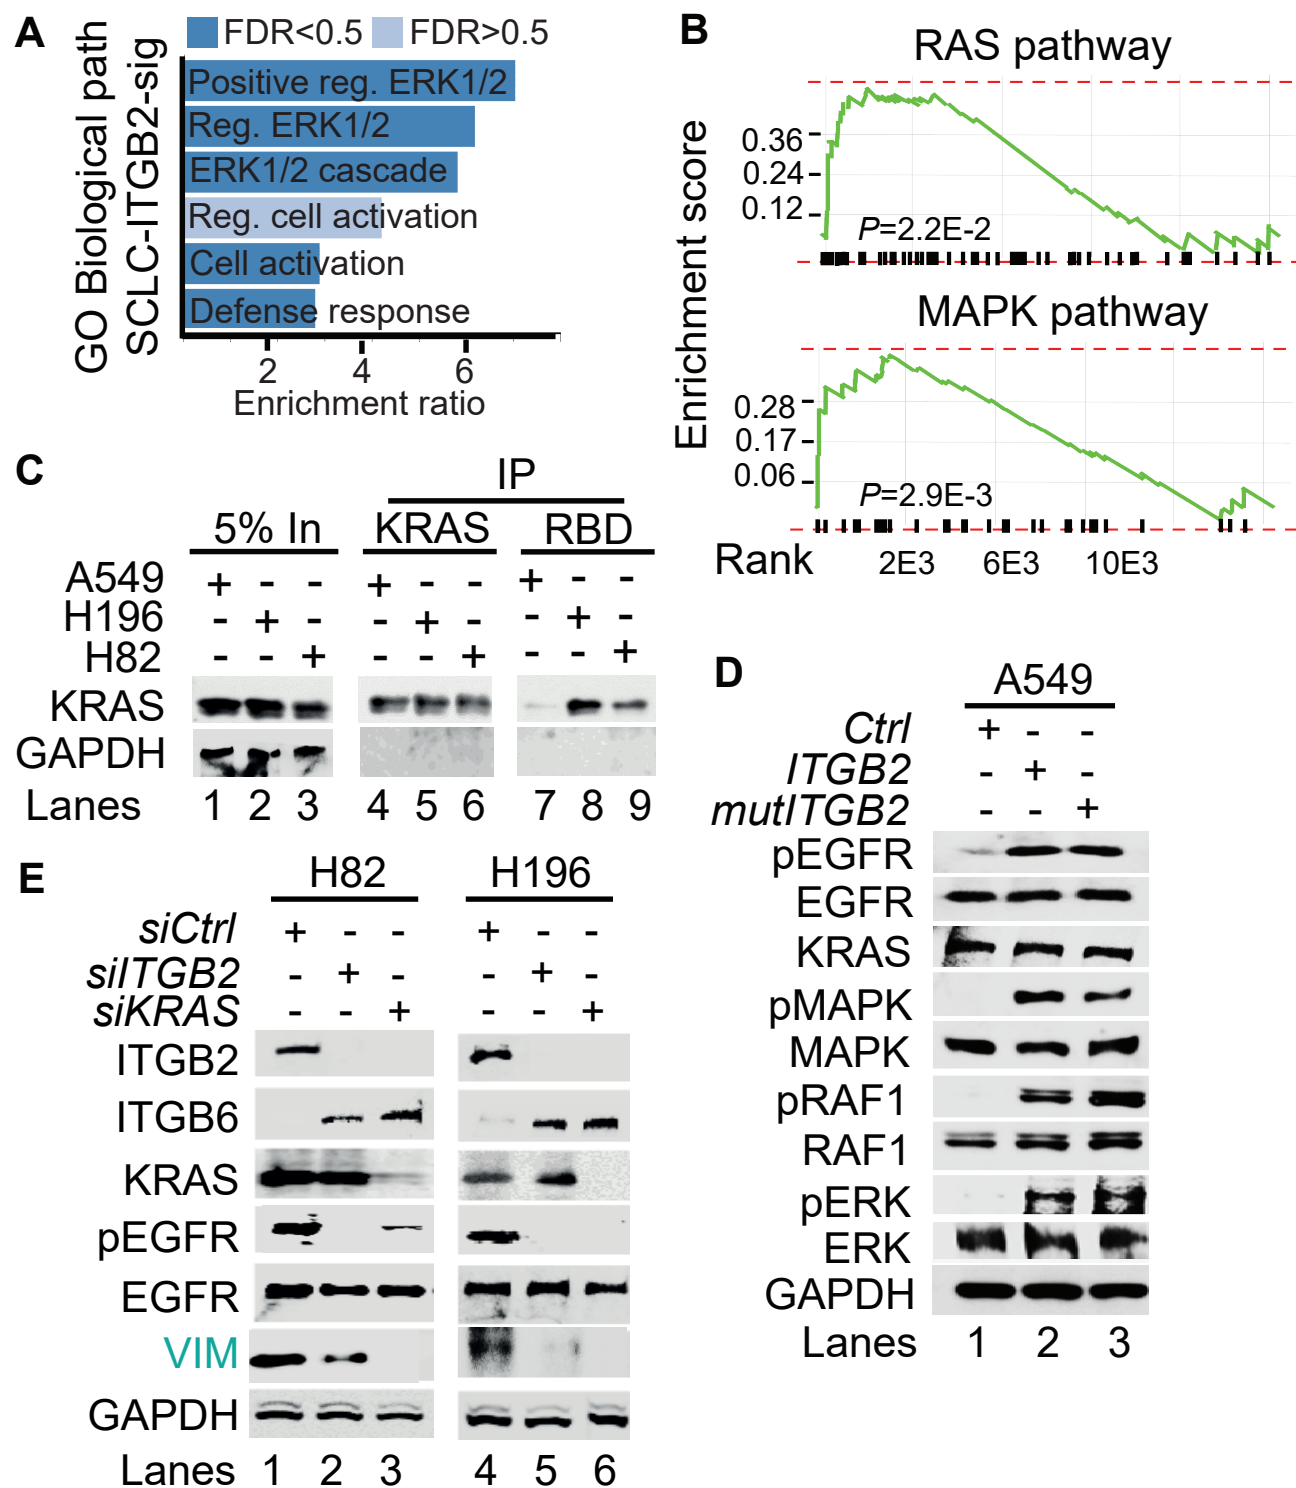 A
FDR<0.5 FDR>0.5
GO Biological path
SCLC-ITGB2-sig
Positive reg. ERK1/2
Reg. ERK1/2
ERK1/2 cascade
Reg. cell activation
Cell activation
Defense response
2 4 6
Enrichment ratio
B
RAS pathway
Enrichment score
0.36
0.24
0.12
P=2.2E-2
MAPK pathway
0.28
0.17
0.06
P=2.9E-3
Rank 2E3 6E3 10E3
C
IP
5% In KRAS RBD
A549 + - - + - - + - -
H196 - + - - + - - + -
H82 - - + - - + - - +
KRAS
GAPDH
Lanes 1 2 3 4 5 6 7 8 9
D
A549
Ctrl + - -
ITGB2 - + -
mutITGB2 - - +
pEGFR
EGFR
KRAS
pMAPK
MAPK
pRAF1
RAF1
pERK
ERK
GAPDH
Lanes 1 2 3
E
H82 H196
siCtrl + - - + - -
siITGB2 - + - - + -
siKRAS - - + - - +
ITGB2
ITGB6
KRAS
pEGFR
EGFR
VIM
GAPDH
Lanes 1 2 3 4 5 6